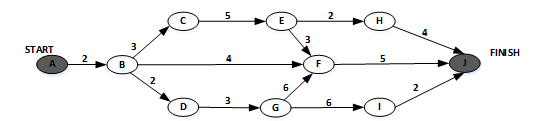 C 5 E 2 H
3 4
START 3 FINISH
A 2 B 4 F 5 J
2 6 2
D 3 G 6 I